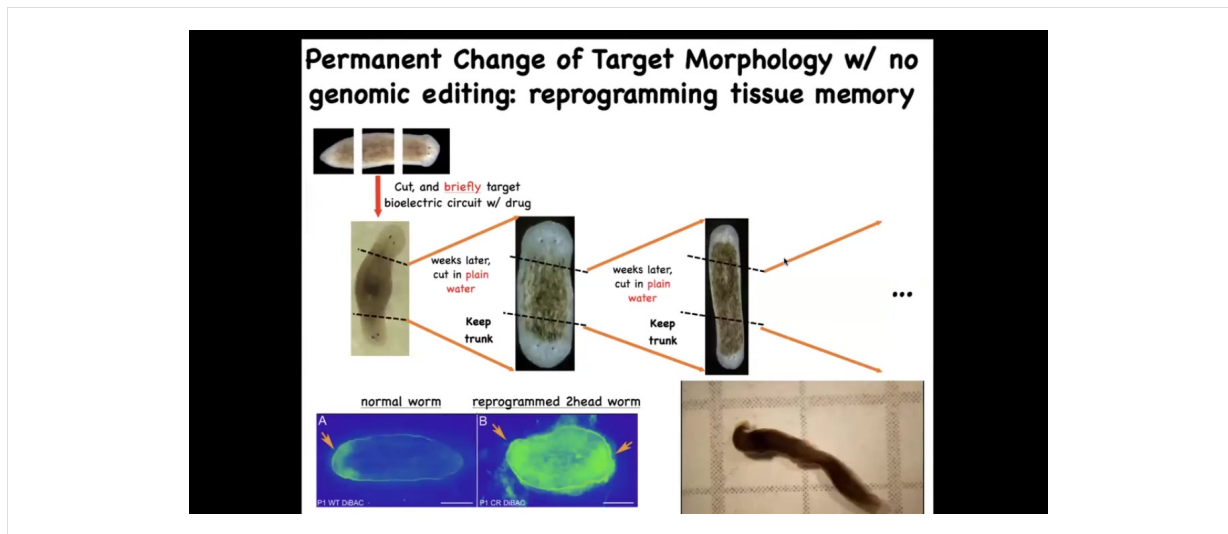 Permanent Change of Target Morphology w/ no
genomic editing: reprogramming tissue memory
Cut, and briefly target
bioelectric circuit w/ drug
weeks later,
cut in plain
water
Keep
trunk
weeks later,
cut in plain
water
Keep
trunk
...
normal worm
reprogrammed 2head worm
A
B
P1 WT DiBAC
P1 CR DiBAC